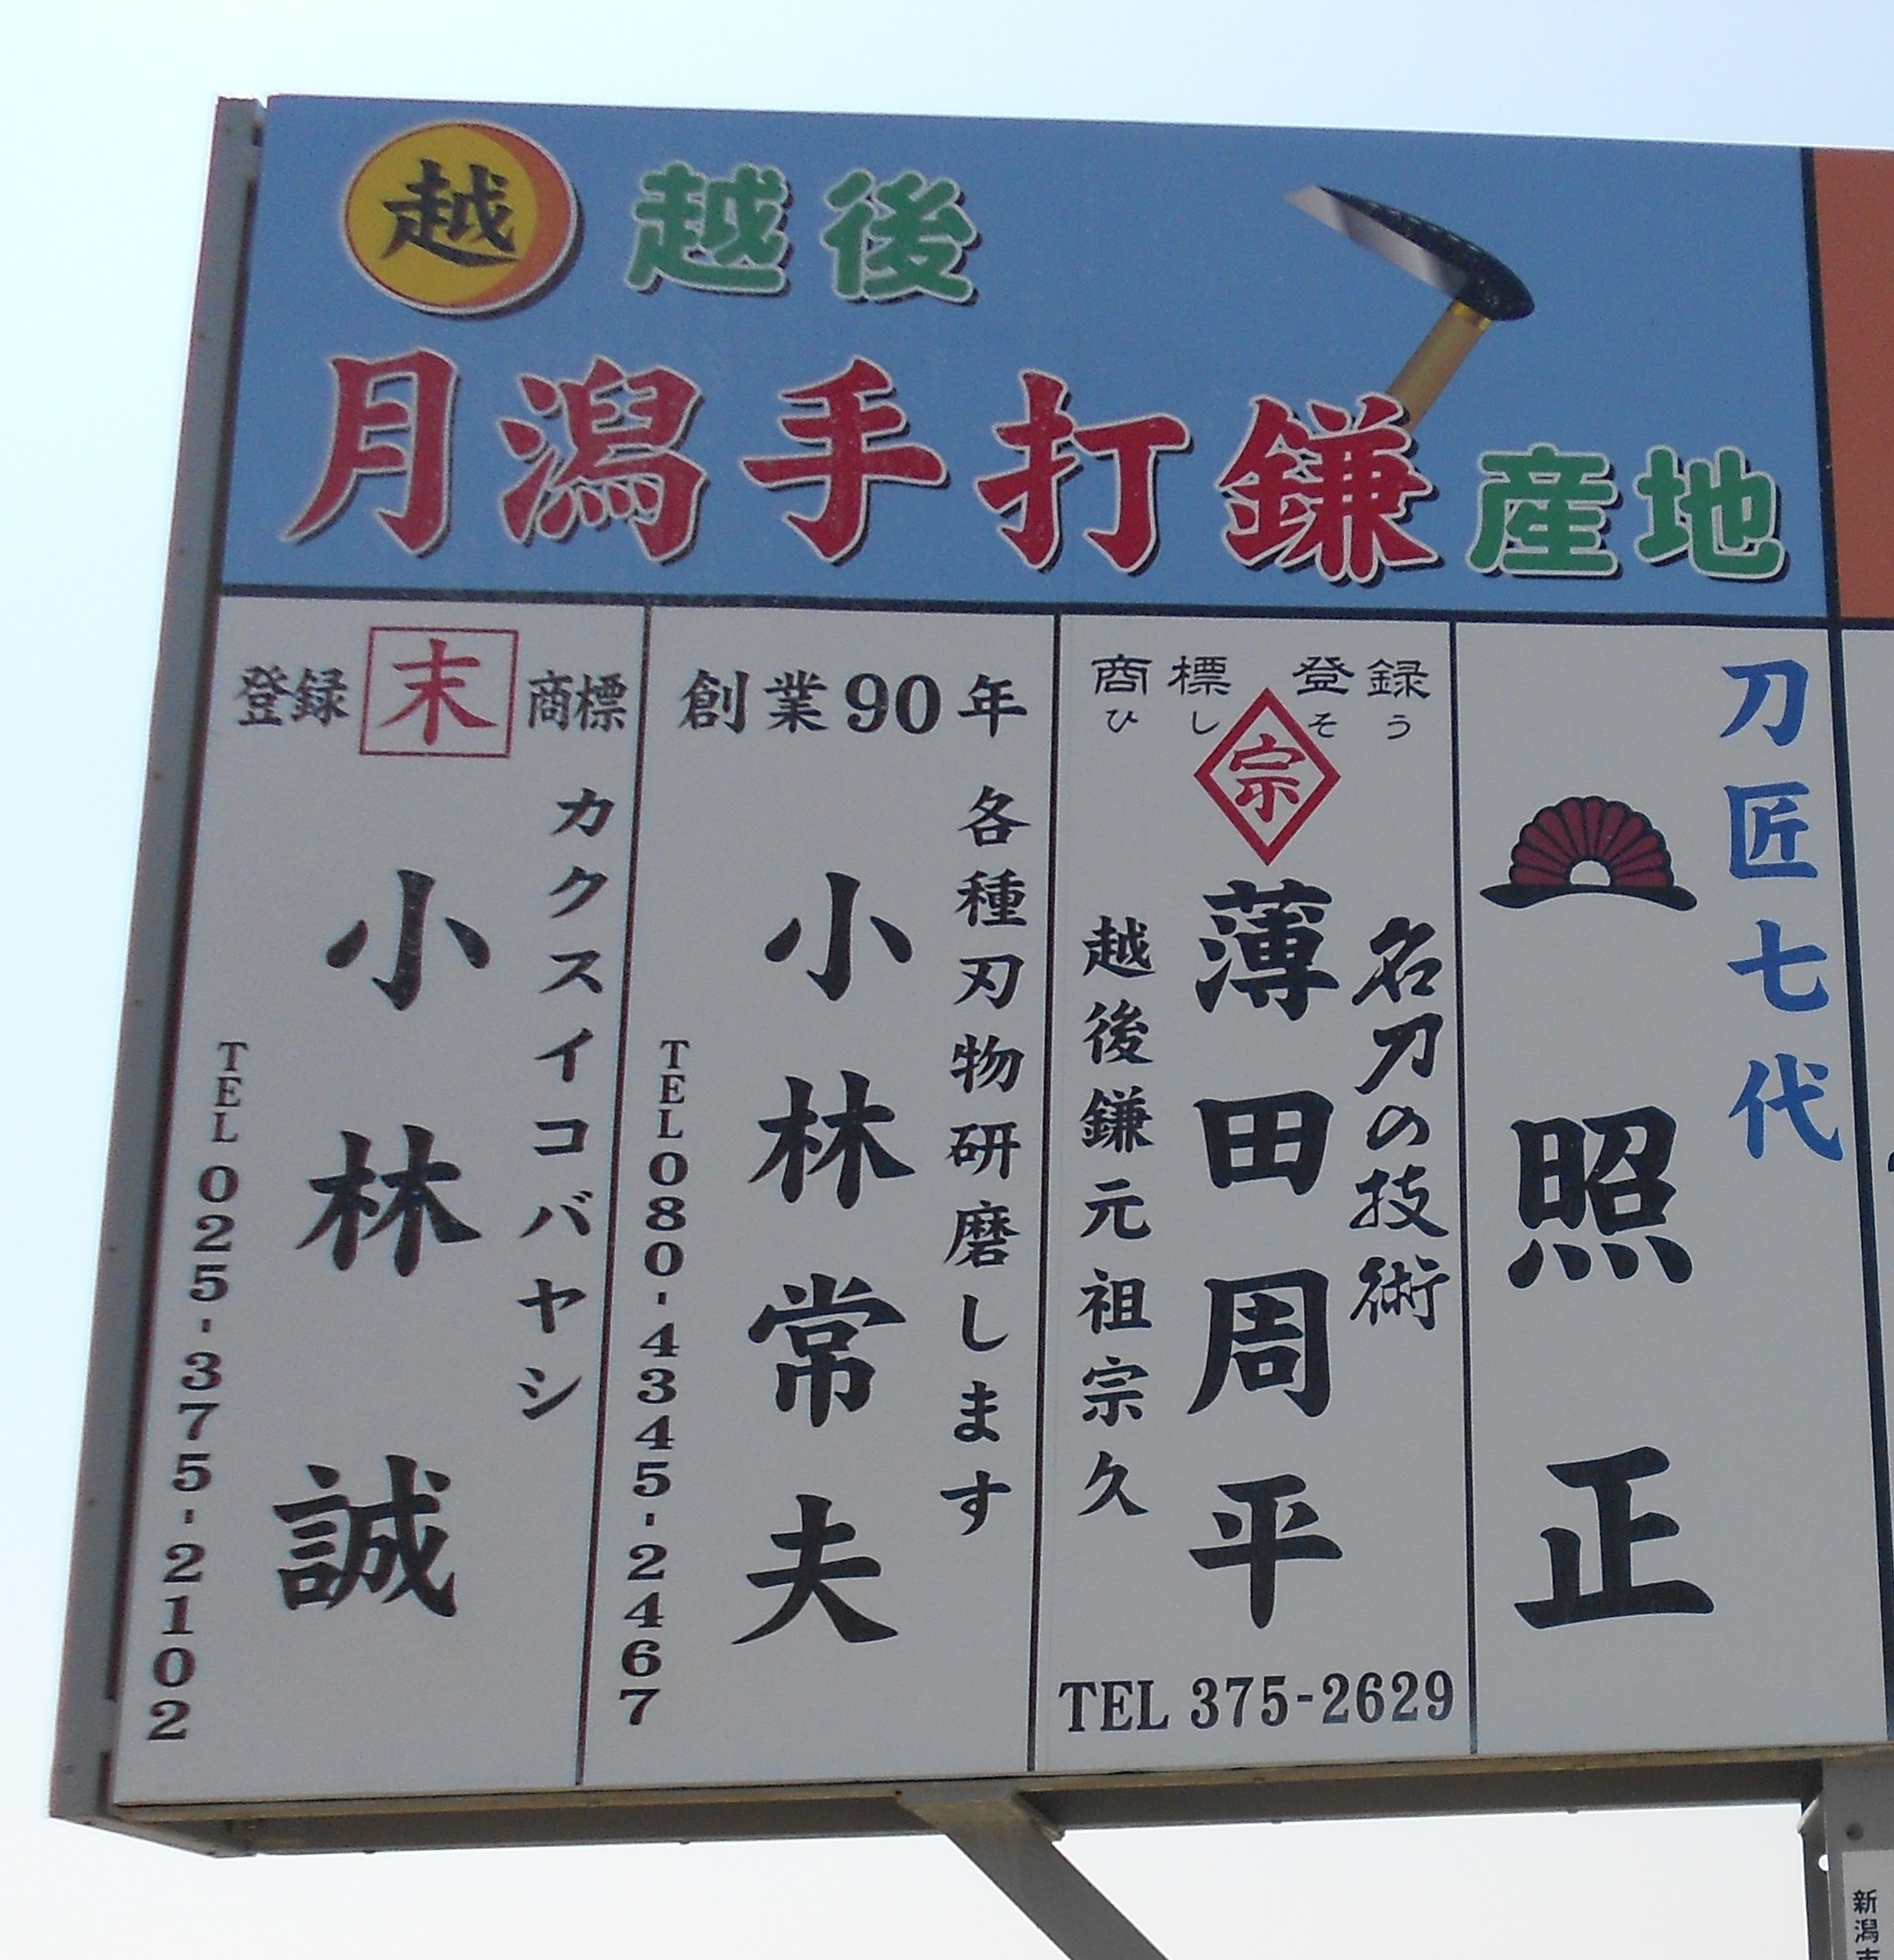 越
越後
月潟手打鎌産地
刀匠七代
照正
商標 登録
ひし そう
宗
名刀の技術
薄田周平
越後鎌元祖宗久
TEL 375-2629
創業90年
各種刃物研磨します
小林常夫
TEL080-4345-2467
登録 末 商標
カクスイコバヤシ
小林誠
TEL025-375-2102
新潟